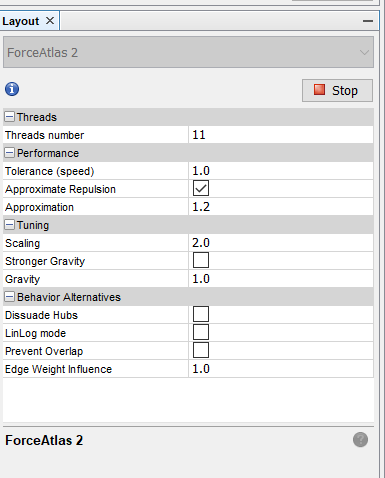 Layout
ForceAtlas 2
Stop
Threads
Threads number 11
Performance
Tolerance (speed) 1.0
Approximate Repulsion
Approximation 1.2
Tuning
Scaling 2.0
Stronger Gravity
Gravity 1.0
Behavior Alternatives
Dissuade Hubs
LinLog mode
Prevent Overlap
Edge Weight Influence 1.0
ForceAtlas 2